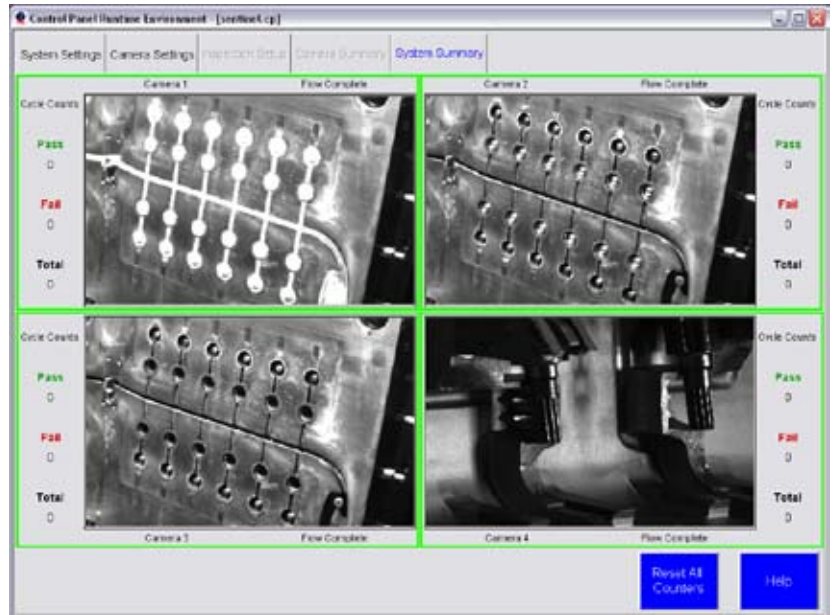 Control Panel Runtime Environment - [sentinel.cp]
System Settings
Camera Settings
Inspection Setup
Camera Summary
System Summary
Camera 1
Flow Complete
Cycle Counts
Pass
0
Fail
0
Total
0
Camera 2
Flow Complete
Cycle Counts
Pass
0
Fail
0
Total
0
Cycle Counts
Pass
0
Fail
0
Total
0
Camera 3
Flow Complete
Cycle Counts
Pass
0
Fail
0
Total
0
Camera 4
Flow Complete
Reset All
Counters
Help